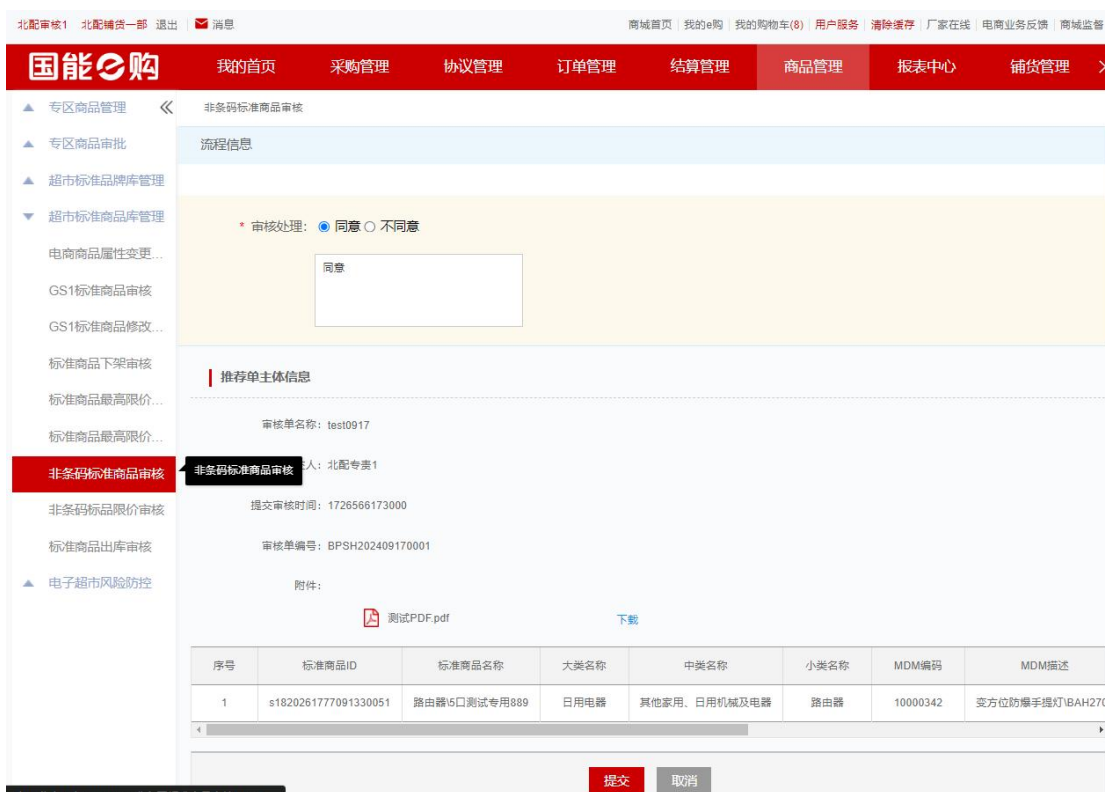 北配审核1 北配铺货一部 退出 消息 商城首页 我的e购 我的购物车(8) 用户服务 清除缓存 厂家在线 电商业务反馈 商城监督
国能e购 我的首页 采购管理 协议管理 订单管理 结算管理 商品管理 报表中心 铺货管理
专区商品管理
非条码标准商品审核
专区商品审批
流程信息
超市标准品牌库管理
超市标准商品库管理
* 审核处理: 同意 不同意
电商商品属性变更...
同意
GS1标准商品审核
GS1标准商品修改...
标准商品下架审核
推荐单主体信息
标准商品最高限价...
审核单名称: test0917
标准商品最高限价...
非条码标准商品审核
非条码标准商品审核
人: 北配专责1
非条码标品限价审核
提交审核时间: 1726566173000
标准商品出库审核
审核单编号: BPSH202409170001
电子超市风险防控
附件:
测试PDF.pdf 下载
序号 标准商品ID 标准商品名称 大类名称 中类名称 小类名称 MDM编码 MDM描述
1 s1820261777091330051 路由器\5口测试专用889 日用电器 其他家用、日用机械及电器 路由器 10000342 变方位防爆手提灯\BAH270
提交 取消